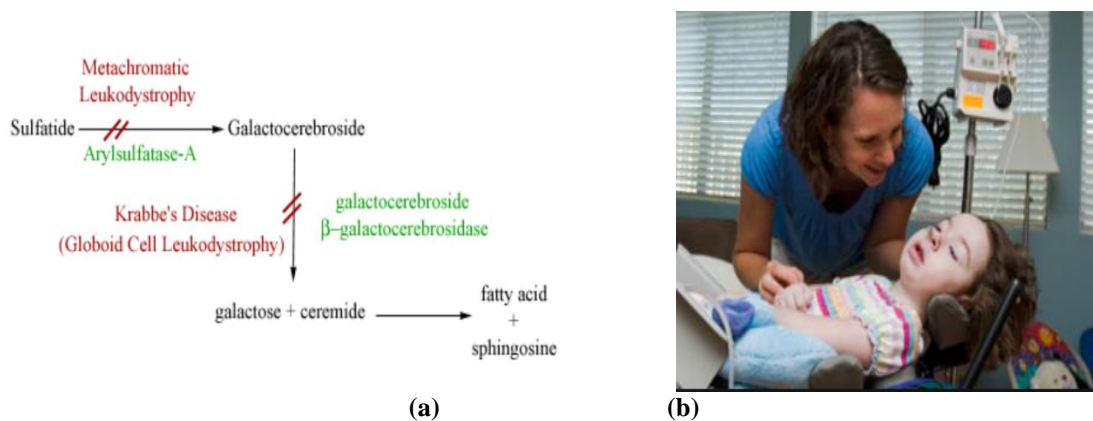 Metachromatic
Leukodystrophy
Sulfatide
Galactocerebroside
Arylsulfatase-A
Krabbe's Disease
(Globoid Cell Leukodystrophy)
galactocerebroside
β-galactocerebrosidase
galactose + ceremide
fatty acid
+
sphingosine
(a) (b)